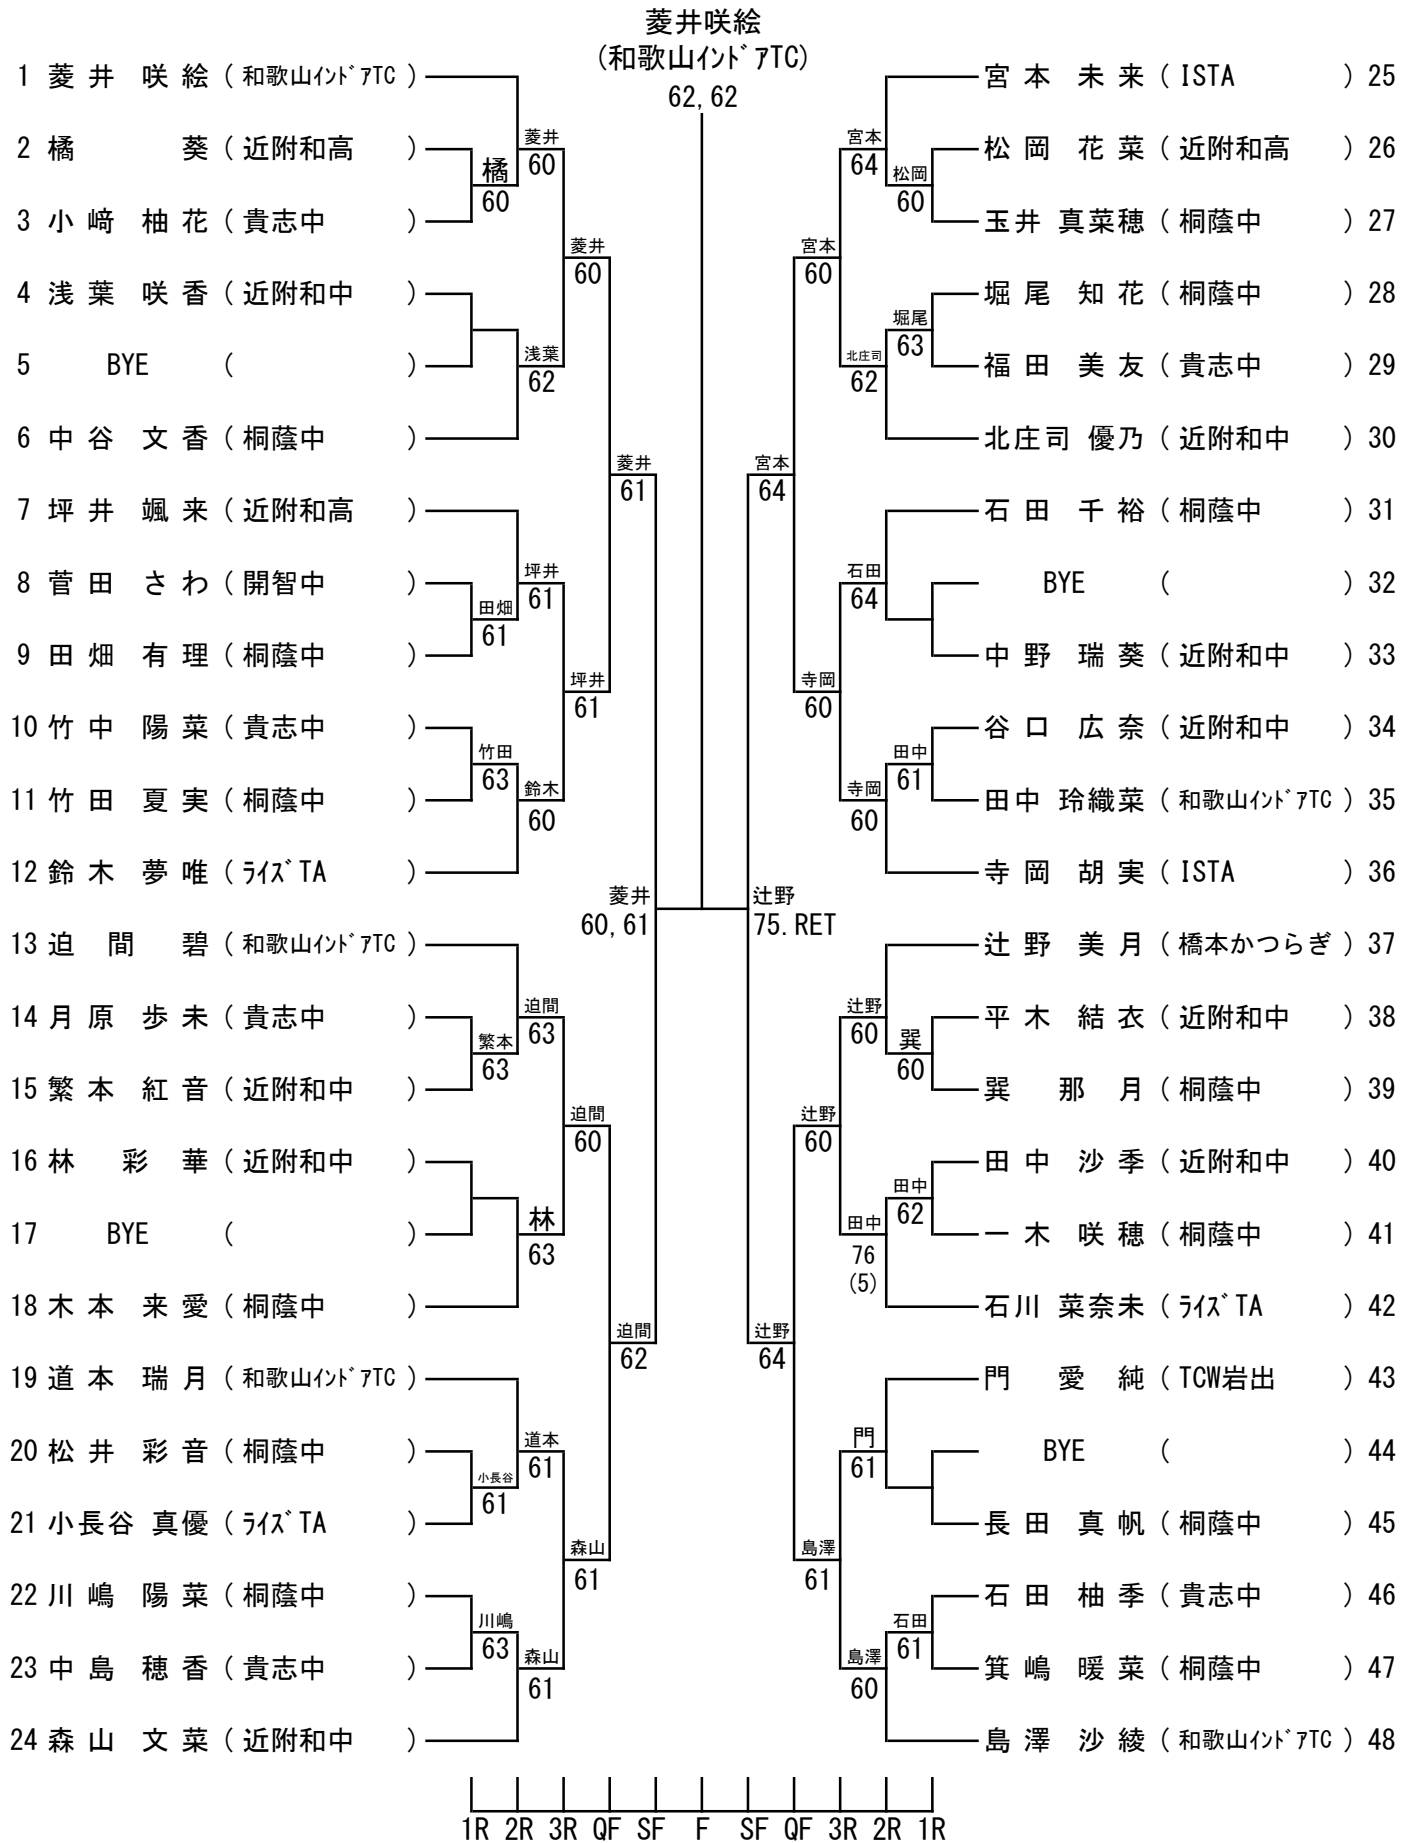 菱井咲絵
(和歌山インドアTC)
62,62
1 菱井 咲絵 (和歌山インドアTC)
2 橘 葵 (近附和高)
3 小﨑 柚花 (貴志中)
4 浅葉 咲香 (近附和中)
5 BYE ( )
6 中谷 文香 (桐蔭中)
7 坪井 颯来 (近附和高)
8 菅田 さわ (開智中)
9 田畑 有理 (桐蔭中)
10 竹中 陽菜 (貴志中)
11 竹田 夏実 (桐蔭中)
12 鈴木 夢唯 (ライズTA)
13 迫間 碧 (和歌山インドアTC)
14 月原 歩未 (貴志中)
15 繁本 紅音 (近附和中)
16 林 彩華 (近附和中)
17 BYE ( )
18 木本 来愛 (桐蔭中)
19 道本 瑞月 (和歌山インドアTC)
20 松井 彩音 (桐蔭中)
21 小長谷 真優 (ライズTA)
22 川嶋 陽菜 (桐蔭中)
23 中島 穂香 (貴志中)
24 森山 文菜 (近附和中)
橘
60
田畑
61
竹田
63
繁本
63
小長谷
61
川嶋
63
菱井
60
浅葉
62
坪井
61
鈴木
60
迫間
63
林
63
道本
61
森山
61
菱井
60
坪井
61
迫間
60
森山
61
菱井
61
迫間
62
菱井
60,61
辻野
75.RET
宮本
64
辻野
64
宮本
60
寺岡
60
辻野
60
島澤
61
宮本
64
北庄司
62
石田
64
寺岡
60
辻野
60
田中
76
(5)
門
61
島澤
60
松岡
60
堀尾
63
田中
61
巽
60
田中
62
石田
61
宮本 未来 (ISTA) 25
松岡 花菜 (近附和高) 26
玉井 真菜穂 (桐蔭中) 27
堀尾 知花 (桐蔭中) 28
福田 美友 (貴志中) 29
北庄司 優乃 (近附和中) 30
石田 千裕 (桐蔭中) 31
BYE ( ) 32
中野 瑞葵 (近附和中) 33
谷口 広奈 (近附和中) 34
田中 玲織菜 (和歌山インドアTC) 35
寺岡 胡実 (ISTA) 36
辻野 美月 (橋本かつらぎ) 37
平木 結衣 (近附和中) 38
巽 那月 (桐蔭中) 39
田中 沙季 (近附和中) 40
一木 咲穂 (桐蔭中) 41
石川 菜奈未 (ライズTA) 42
門 愛純 (TCW岩出) 43
BYE ( ) 44
長田 真帆 (桐蔭中) 45
石田 柚季 (貴志中) 46
箕嶋 暖菜 (桐蔭中) 47
島澤 沙綾 (和歌山インドアTC) 48
1R 2R 3R QF SF F SF QF 3R 2R 1R